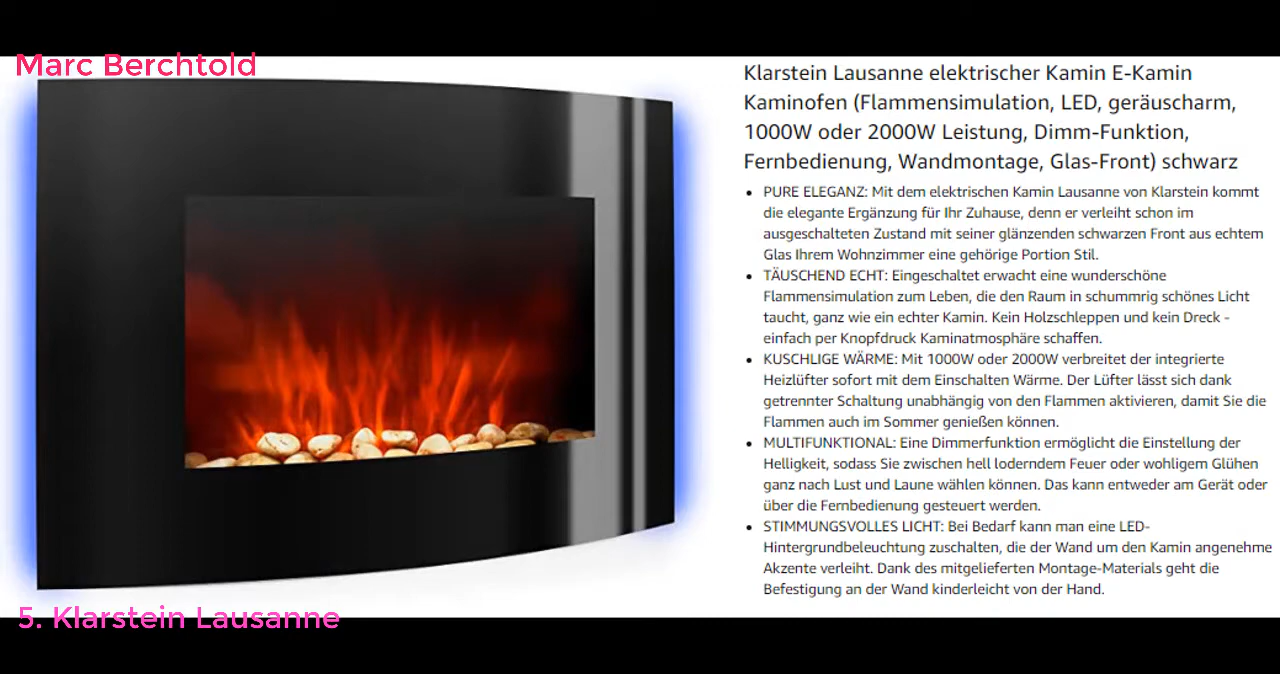 Marc Berchtold
Klarstein Lausanne elektrischer Kamin E-Kamin
Kaminofen (Flammensimulation, LED, geräuscharm,
1000W oder 2000W Leistung, Dimm-Funktion,
Fernbedienung, Wandmontage, Glas-Front) schwarz
• PURE ELEGANZ: Mit dem elektrischen Kamin Lausanne von Klarstein kommt
die elegante Ergänzung für Ihr Zuhause, denn er verleiht schon im
ausgeschalteten Zustand mit seiner glänzenden schwarzen Front aus echtem
Glas Ihrem Wohnzimmer eine gehörige Portion Stil.
• TÄUSCHEND ECHT: Eingeschaltet erwacht eine wunderschöne
Flammensimulation zum Leben, die den Raum in schummrig schönes Licht
taucht, ganz wie ein echter Kamin. Kein Holzschleppen und kein Dreck -
einfach per Knopfdruck Kaminatmosphäre schaffen.
• KUSCHLIGE WÄRME: Mit 1000W oder 2000W verbreitet der integrierte
Heizlüfter sofort mit dem Einschalten Wärme. Der Lüfter lässt sich dank
getrennter Schaltung unabhängig von den Flammen aktivieren, damit Sie die
Flammen auch im Sommer genießen können.
• MULTIFUNKTIONAL: Eine Dimmerfunktion ermöglicht die Einstellung der
Helligkeit, sodass Sie zwischen hell loderndem Feuer oder wohligem Glühen
ganz nach Lust und Laune wählen können. Das kann entweder am Gerät oder
über die Fernbedienung gesteuert werden.
• STIMMUNGSVOLLES LICHT: Bei Bedarf kann man eine LED-
Hintergrundbeleuchtung zuschalten, die der Wand um den Kamin angenehme
Akzente verleiht. Dank des mitgelieferten Montage-Materials geht die
Befestigung an der Wand kinderleicht von der Hand.
5. Klarstein Lausanne